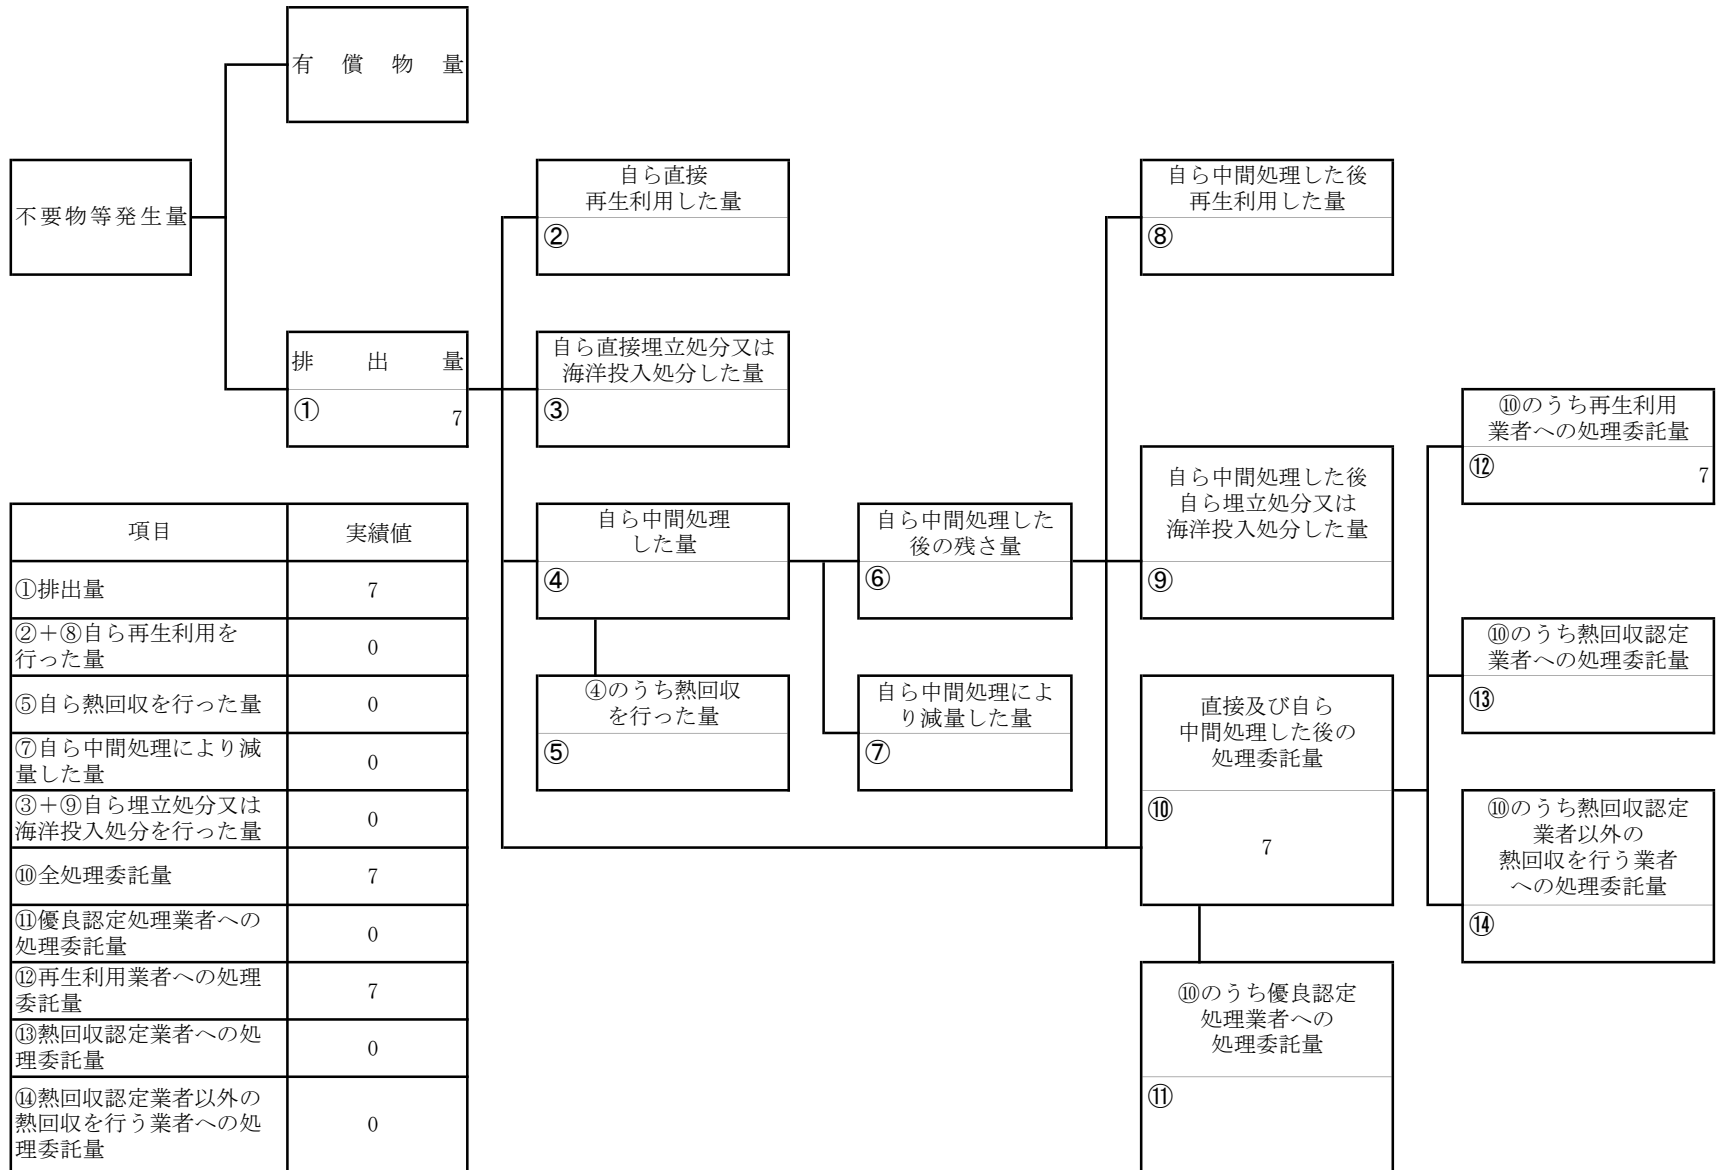 有償物量
不要物等発生量
排出量
①
7
自ら直接
再生利用した量
②
自ら直接埋立処分又は
海洋投入処分した量
③
自ら中間処理
した量
④
④のうち熱回収
を行った量
⑤
自ら中間処理した
後の残さ量
⑥
自ら中間処理によ
り減量した量
⑦
自ら中間処理した後
再生利用した量
⑧
自ら中間処理した後
自ら埋立処分又は
海洋投入処分した量
⑨
直接及び自ら
中間処理した後の
処理委託量
⑩
7
⑩のうち優良認定
処理業者への
処理委託量
⑪
⑩のうち再生利用
業者への処理委託量
⑫
7
⑩のうち熱回収認定
業者への処理委託量
⑬
⑩のうち熱回収認定
業者以外の
熱回収を行う業者
への処理委託量
⑭
項目 実績値
①排出量 7
②+⑧自ら再生利用を
行った量 0
⑤自ら熱回収を行った量 0
⑦自ら中間処理により減
量した量 0
③+⑨自ら埋立処分又は
海洋投入処分を行った量 0
⑩全処理委託量 7
⑪優良認定処理業者への
処理委託量 0
⑫再生利用業者への処理
委託量 7
⑬熱回収認定業者への処
理委託量 0
⑭熱回収認定業者以外の
熱回収を行う業者への処
理委託量 0